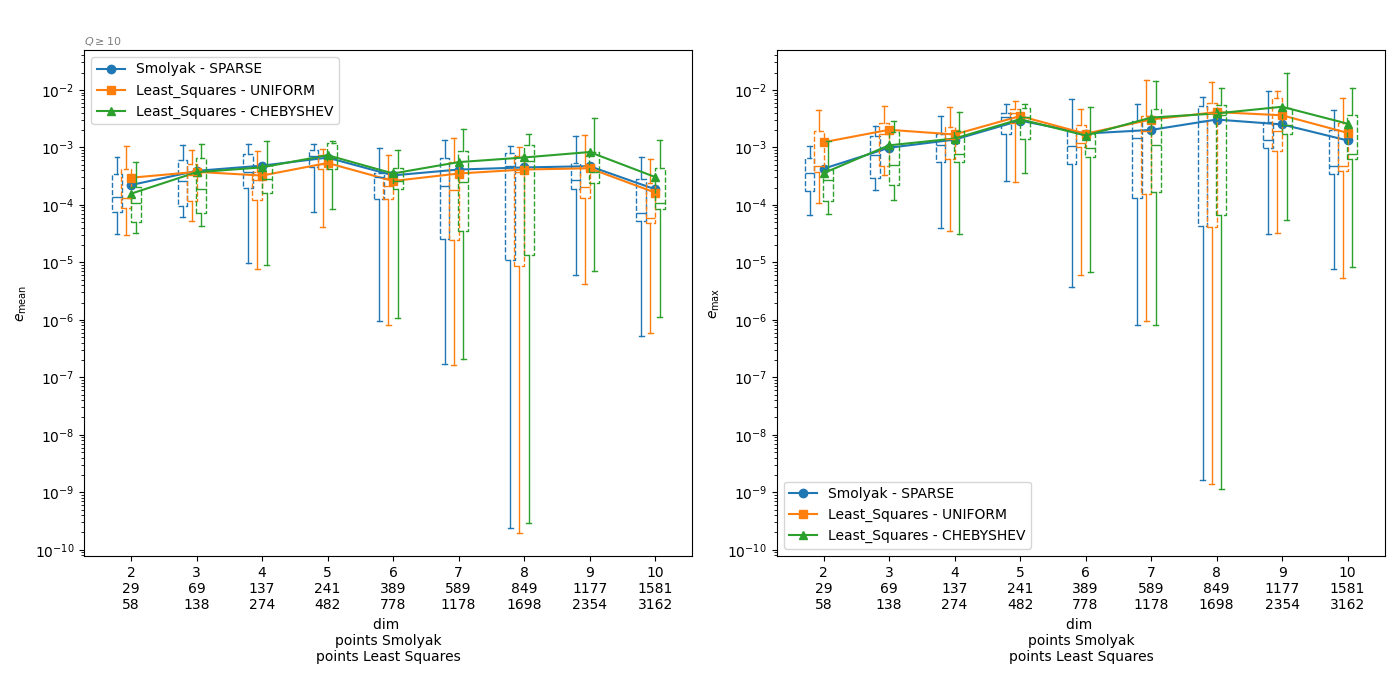 Q ≥ 10
Smolyak - SPARSE
Least_Squares - UNIFORM
Least_Squares - CHEBYSHEV
10⁻²
10⁻³
10⁻⁴
10⁻⁵
10⁻⁶
10⁻⁷
10⁻⁸
10⁻⁹
10⁻¹⁰
e_mean
2 3 4 5 6 7 8 9 10
29 69 137 241 389 589 849 1177 1581
58 138 274 482 778 1178 1698 2354 3162
dim
points Smolyak
points Least Squares
10⁻²
10⁻³
10⁻⁴
10⁻⁵
10⁻⁶
10⁻⁷
10⁻⁸
10⁻⁹
10⁻¹⁰
e_max
Smolyak - SPARSE
Least_Squares - UNIFORM
Least_Squares - CHEBYSHEV
2 3 4 5 6 7 8 9 10
29 69 137 241 389 589 849 1177 1581
58 138 274 482 778 1178 1698 2354 3162
dim
points Smolyak
points Least Squares